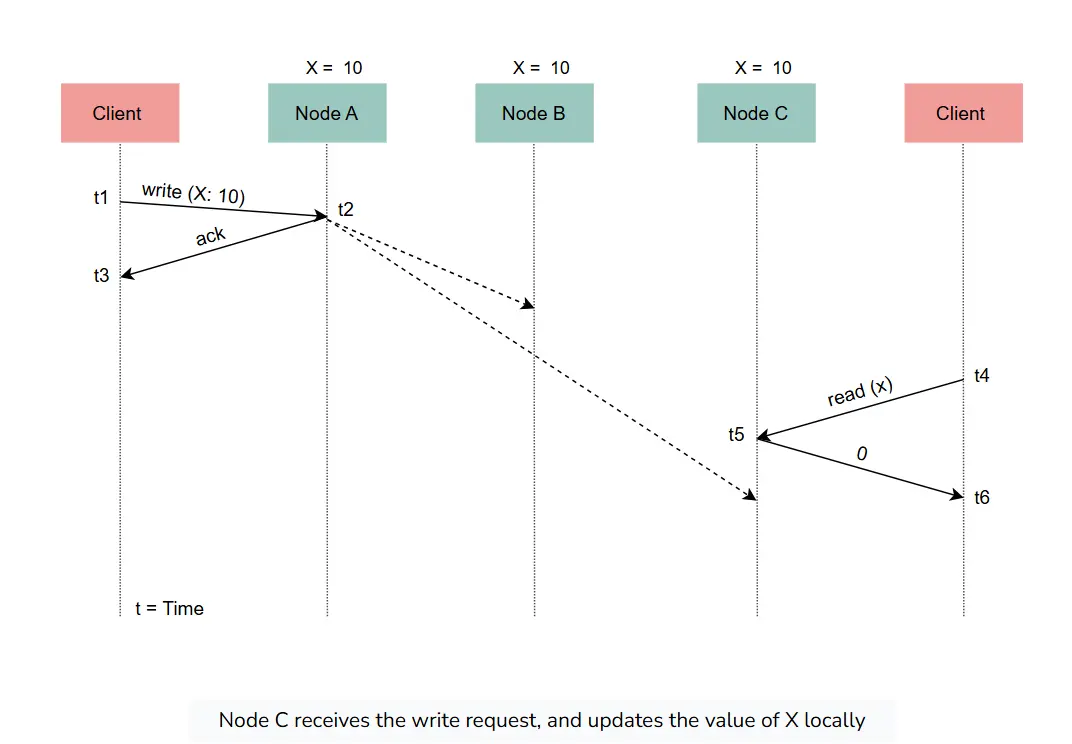 X =  10
X =  10
X =  10
Client
Node A
Node B
Node C
Client
t1
write (X: 10)
t2
ack
t3
t4
read (x)
t5
0
t6
t = Time
Node C receives the write request, and updates the value of X locally